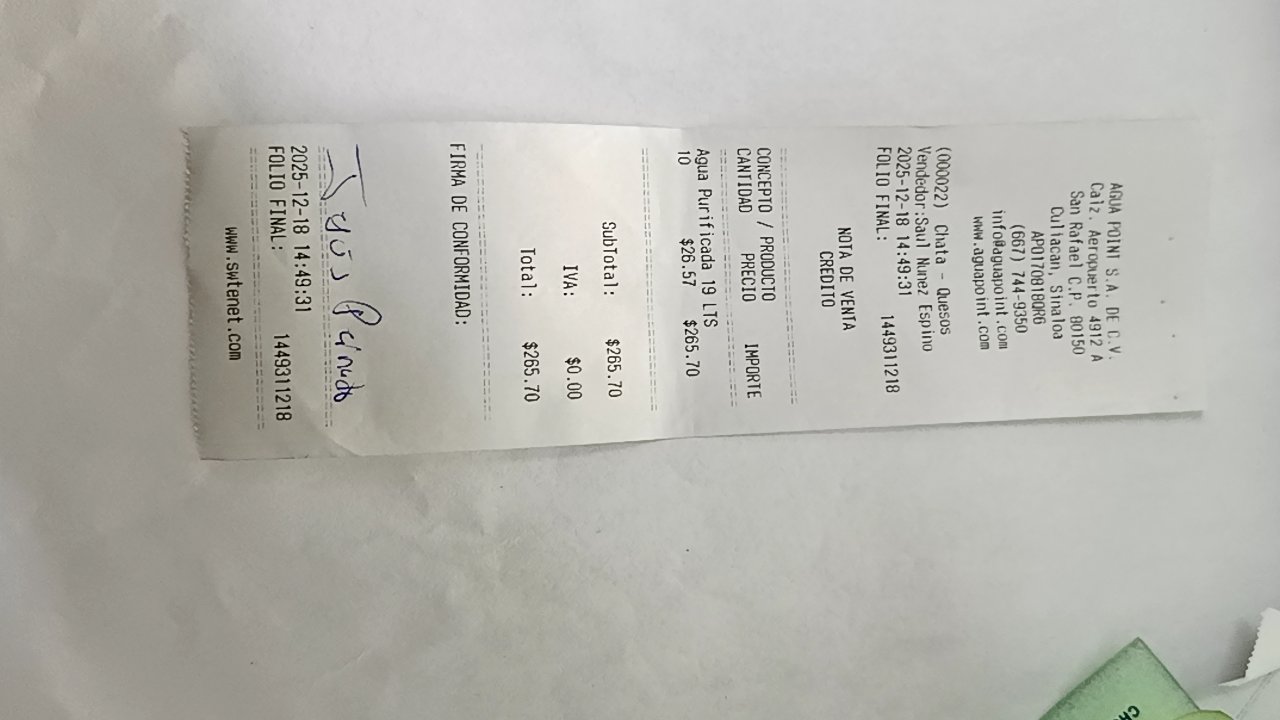 AGUA POINT S.A. DE C.V.
Calz. Aeropuerto 4912 A
San Rafael C.P. 80150
Culiacan, Sinaloa
APO170818QR6
(667) 744-9350
info@aguapoint.com
www.aguapoint.com
(000022) Chata - Quesos
Vendedor:Saul Nunez Espino
2025-12-18 14:49:31
FOLIO FINAL: 1449311218
NOTA DE VENTA
CREDITO
CONCEPTO / PRODUCTO
CANTIDAD PRECIO IMPORTE
Agua Purificada 19 LTS
10 $26.57 $265.70
SubTotal: $265.70
IVA: $0.00
Total: $265.70
FIRMA DE CONFORMIDAD:
2025-12-18 14:49:31
FOLIO FINAL: 1449311218
www.swtenet.com